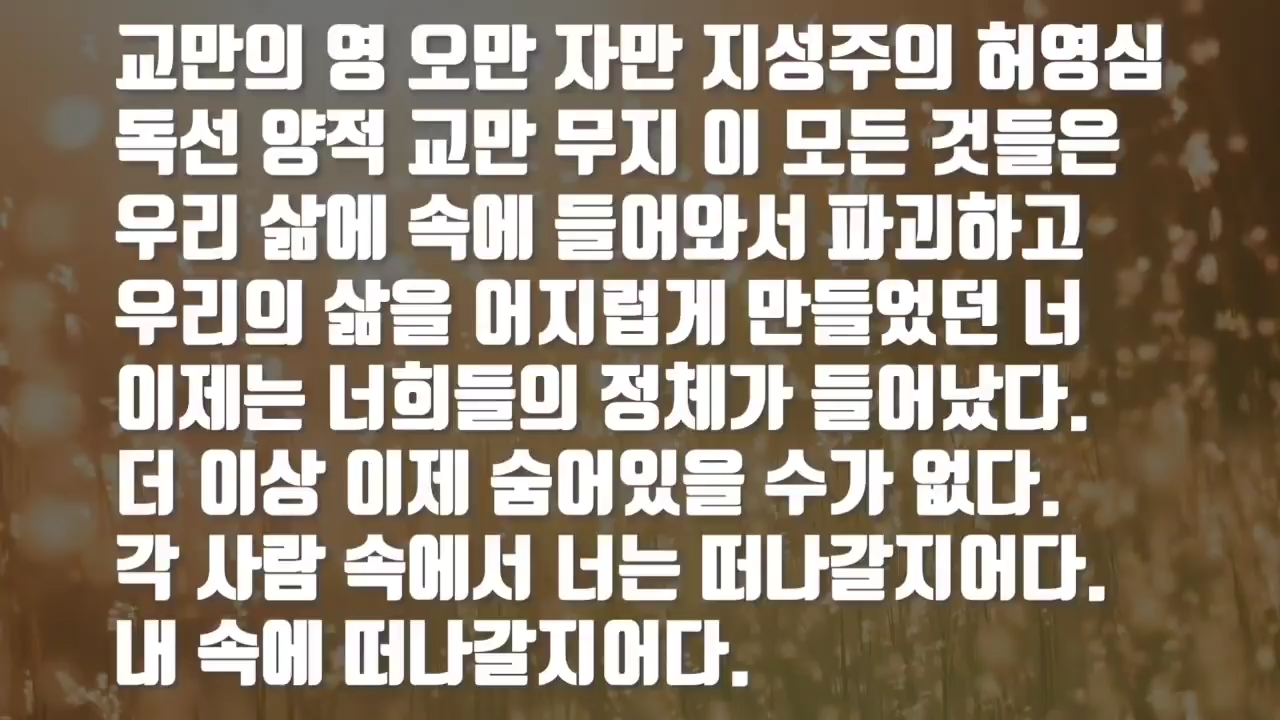 교만의 영 오만 자만 지성주의 허영심
독선 양적 교만 무지 이 모든 것들은
우리 삶에 속에 들어와서 파괴하고
우리의 삶을 어지럽게 만들었던 너
이제는 너희들의 정체가 들어났다.
더 이상 이제 숨어있을 수가 없다.
각 사람 속에서 너는 떠나갈지어다.
내 속에 떠나갈지어다.